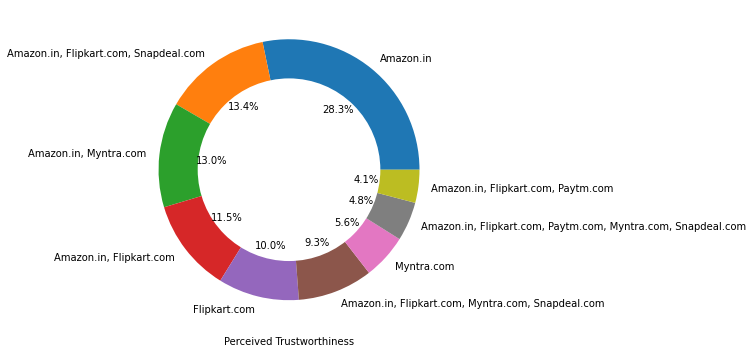 Amazon.in, Flipkart.com, Snapdeal.com
Amazon.in
13.4%
28.3%
Amazon.in, Myntra.com
13.0%
4.1%
Amazon.in, Flipkart.com, Paytm.com
4.8%
11.5%
5.6%
Amazon.in, Flipkart.com, Paytm.com, Myntra.com, Snapdeal.com
10.0%
9.3%
Amazon.in, Flipkart.com
Myntra.com
Flipkart.com
Amazon.in, Flipkart.com, Myntra.com, Snapdeal.com
Perceived Trustworthiness